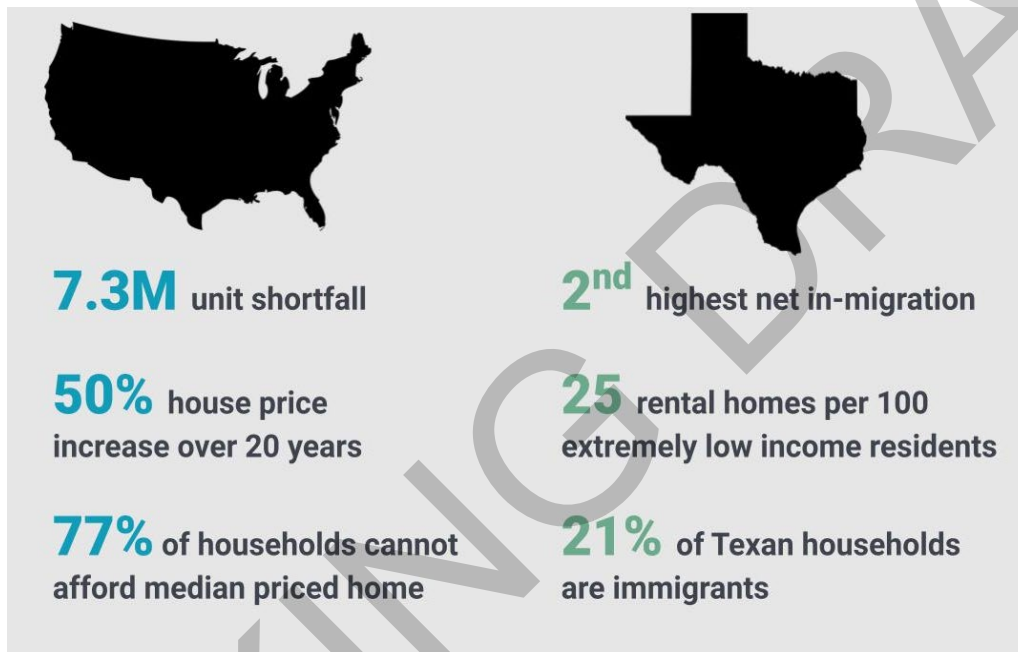 7.3M unit shortfall
50% house price
increase over 20 years
77% of households cannot
afford median priced home
2nd highest net in-migration
25 rental homes per 100
extremely low income residents
21% of Texan households
are immigrants
KING DRA